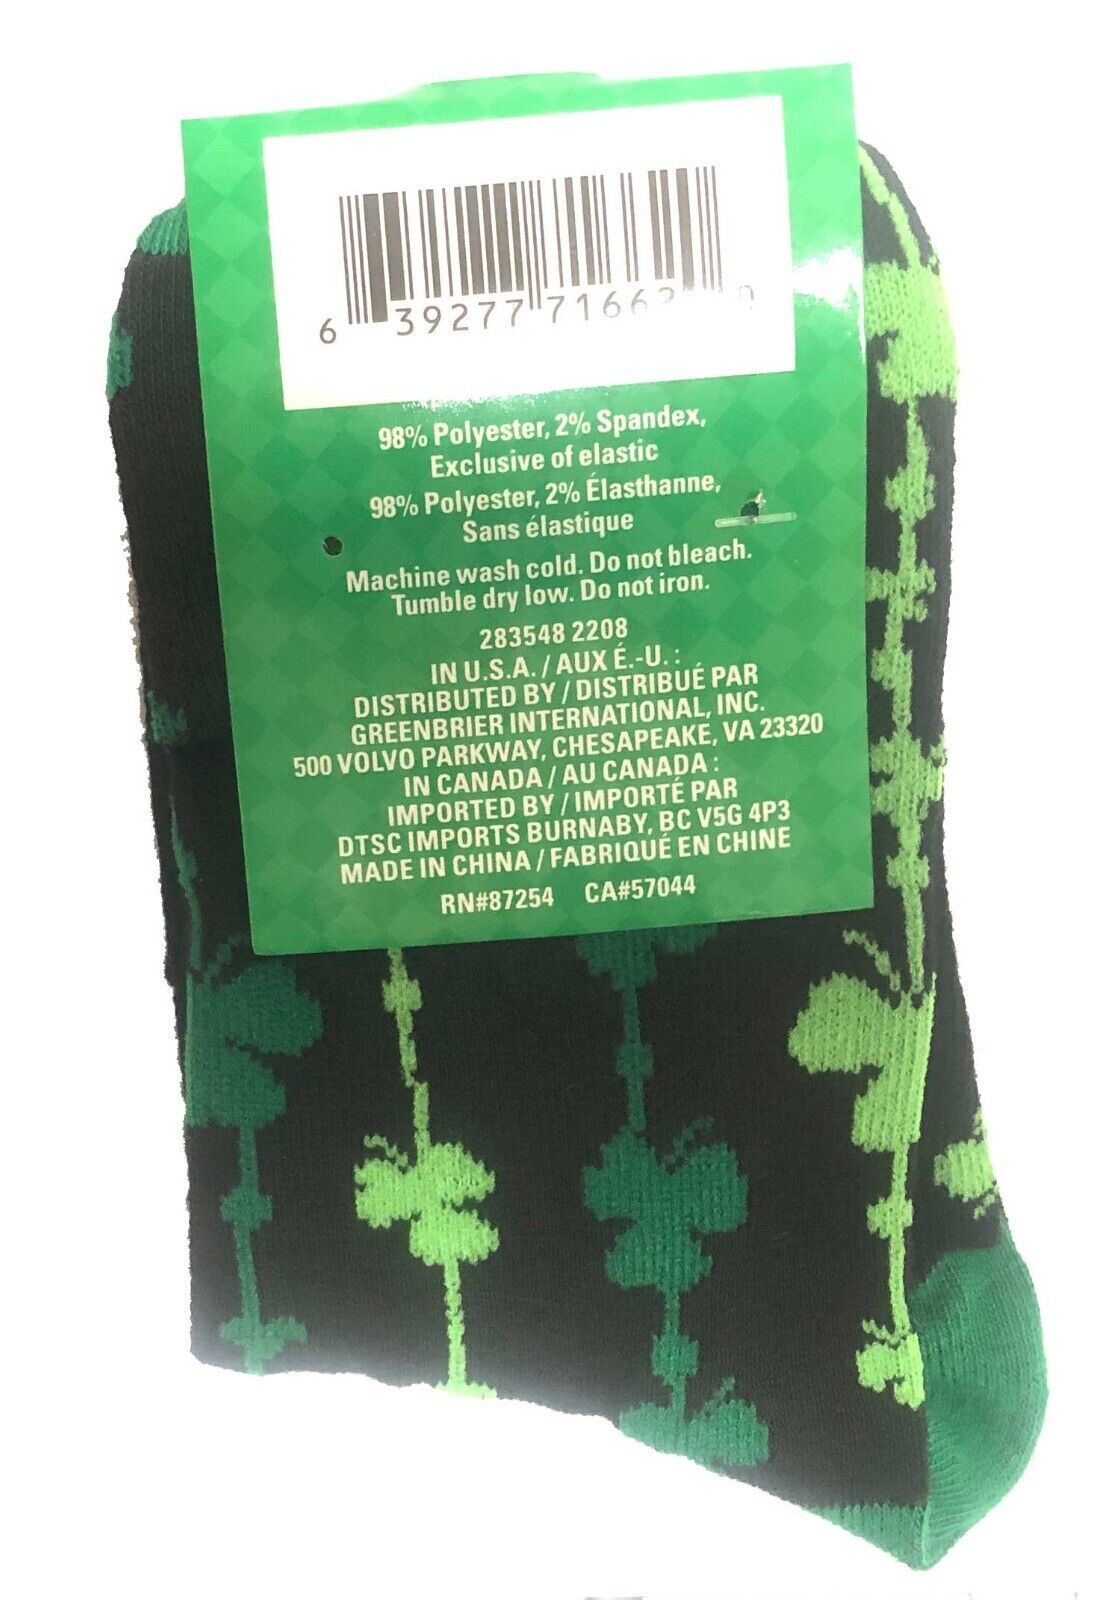 6 39277 7166
98% Polyester, 2% Spandex,
Exclusive of elastic
98% Polyester, 2% Élasthanne,
Sans élastique
Machine wash cold. Do not bleach.
Tumble dry low. Do not iron.
283548 2208
IN U.S.A. / AUX É.-U. :
DISTRIBUTED BY / DISTRIBUÉ PAR
GREENBRIER INTERNATIONAL, INC.
500 VOLVO PARKWAY, CHESAPEAKE, VA 23320
IN CANADA / AU CANADA :
IMPORTED BY / IMPORTÉ PAR
DTSC IMPORTS BURNABY, BC V5G 4P3
MADE IN CHINA / FABRIQUÉ EN CHINE
RN#87254 CA#57044